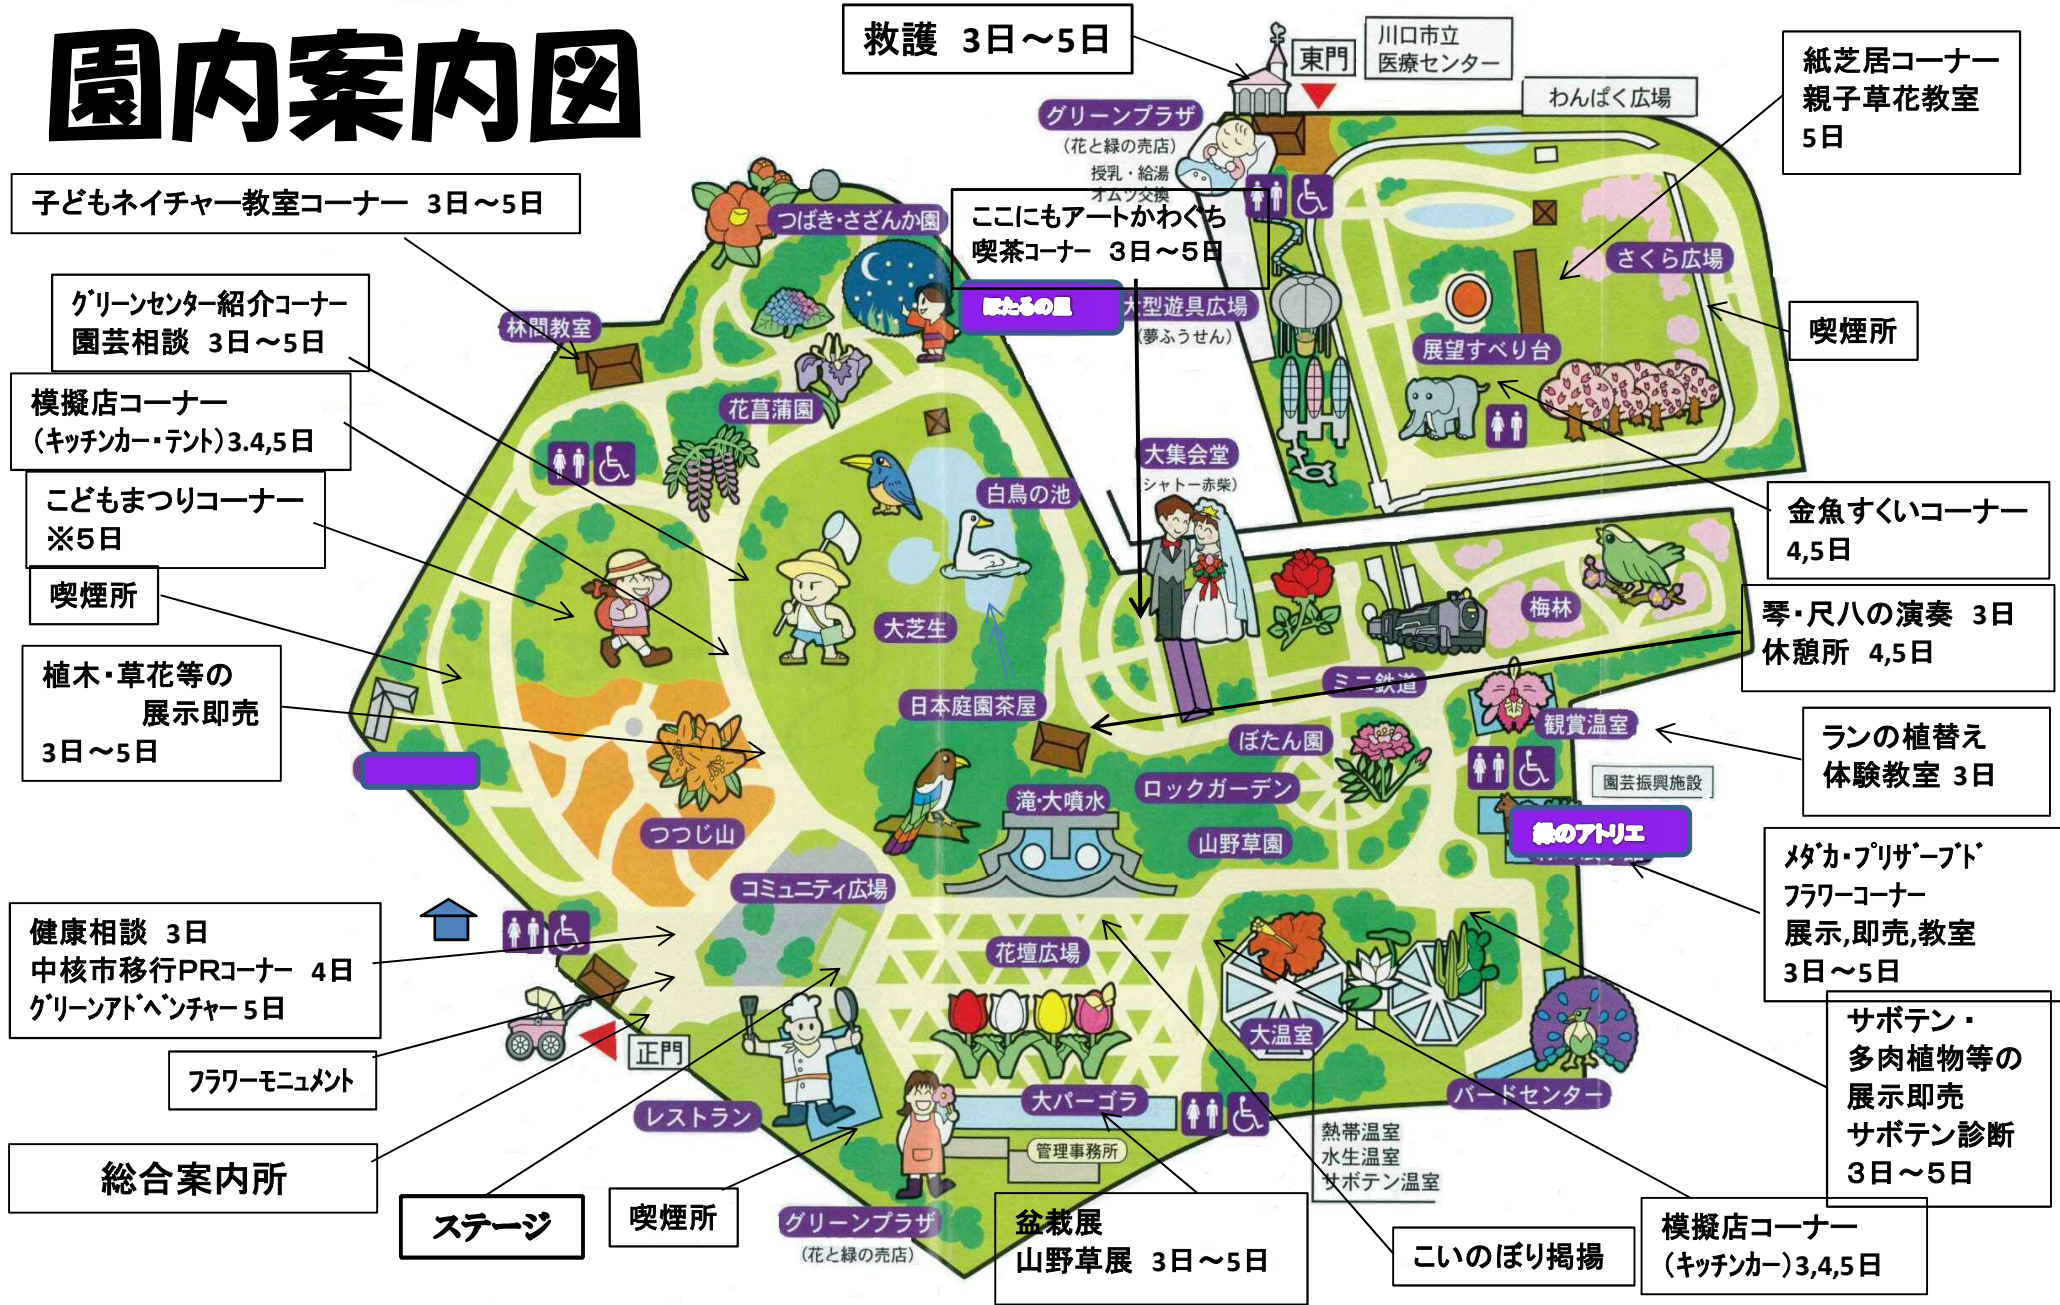 園内案内図
救護 3日～5日
東門
川口市立
医療センター
わんぱく広場
紙芝居コーナー
親子草花教室
5日
グリーンプラザ
(花と緑の売店)
授乳・給湯
オムツ交換
子どもネイチャー教室コーナー 3日～5日
つばき・さざんか園
ここにもアートかわぐち
喫茶コーナー 3日～5日
さくら広場
グリーンセンター紹介コーナー
園芸相談 3日～5日
林間教室
ほたるの里
大型遊具広場
(夢ふうせん)
喫煙所
展望すべり台
模擬店コーナー
(キッチンカー・テント)3.4,5日
花菖蒲園
大集会堂
(シャトー赤柴)
こどもまつりコーナー
※5日
白鳥の池
金魚すくいコーナー
4,5日
喫煙所
大芝生
梅林
琴・尺八の演奏 3日
休憩所 4,5日
植木・草花等の
展示即売
3日～5日
日本庭園茶屋
ミニ鉄道
ぼたん園
観賞温室
ランの植替え
体験教室 3日
ロックガーデン
園芸振興施設
滝・大噴水
つつじ山
山野草園
緑のアトリエ
メダカ・プリザーブド
フラワーコーナー
展示,即売,教室
3日～5日
コミュニティ広場
健康相談 3日
中核市移行PRコーナー 4日
グリーンアドベンチャー5日
花壇広場
サボテン・
多肉植物等の
展示即売
サボテン診断
3日～5日
大温室
正門
フラワーモニュメント
レストラン
大パーゴラ
バードセンター
管理事務所
熱帯温室
水生温室
サボテン温室
総合案内所
ステージ
喫煙所
グリーンプラザ
(花と緑の売店)
盆栽展
山野草展 3日～5日
こいのぼり掲揚
模擬店コーナー
(キッチンカー)3,4,5日